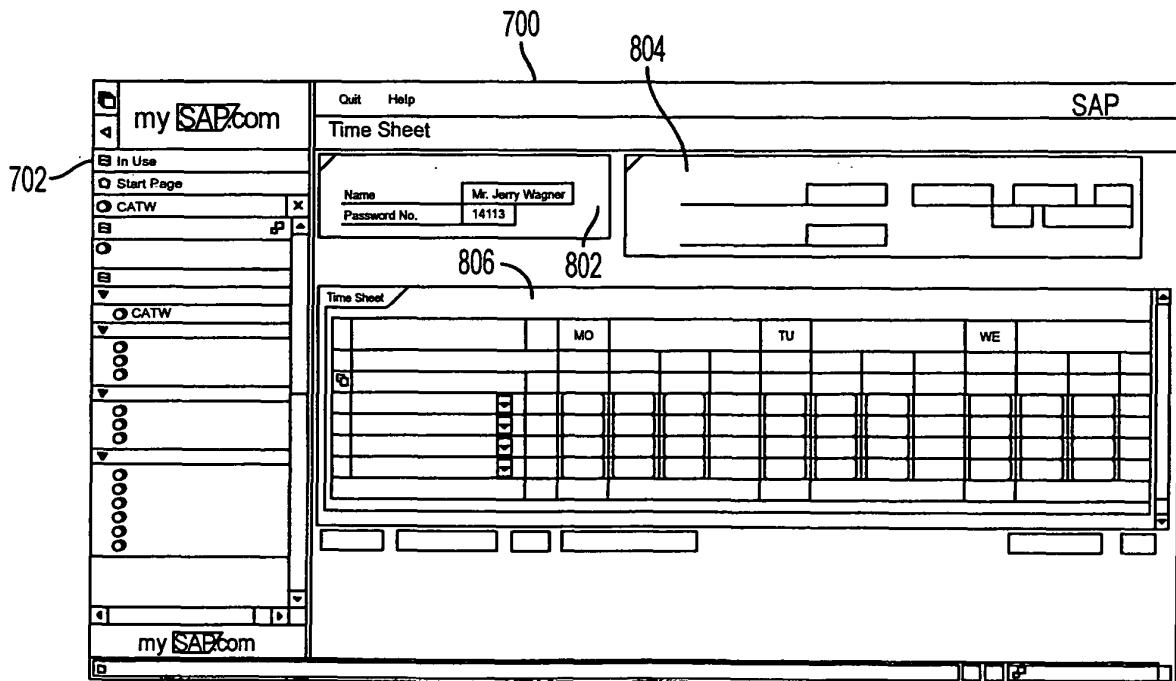 700
804
my SAP.com
Quit Help
SAP
Time Sheet
702
In Use
Start Page
Name Mr. Jerry Wagner
CATW
Password No. 14113
802
806
Time Sheet
CATW
MO TU WE
my SAP.com